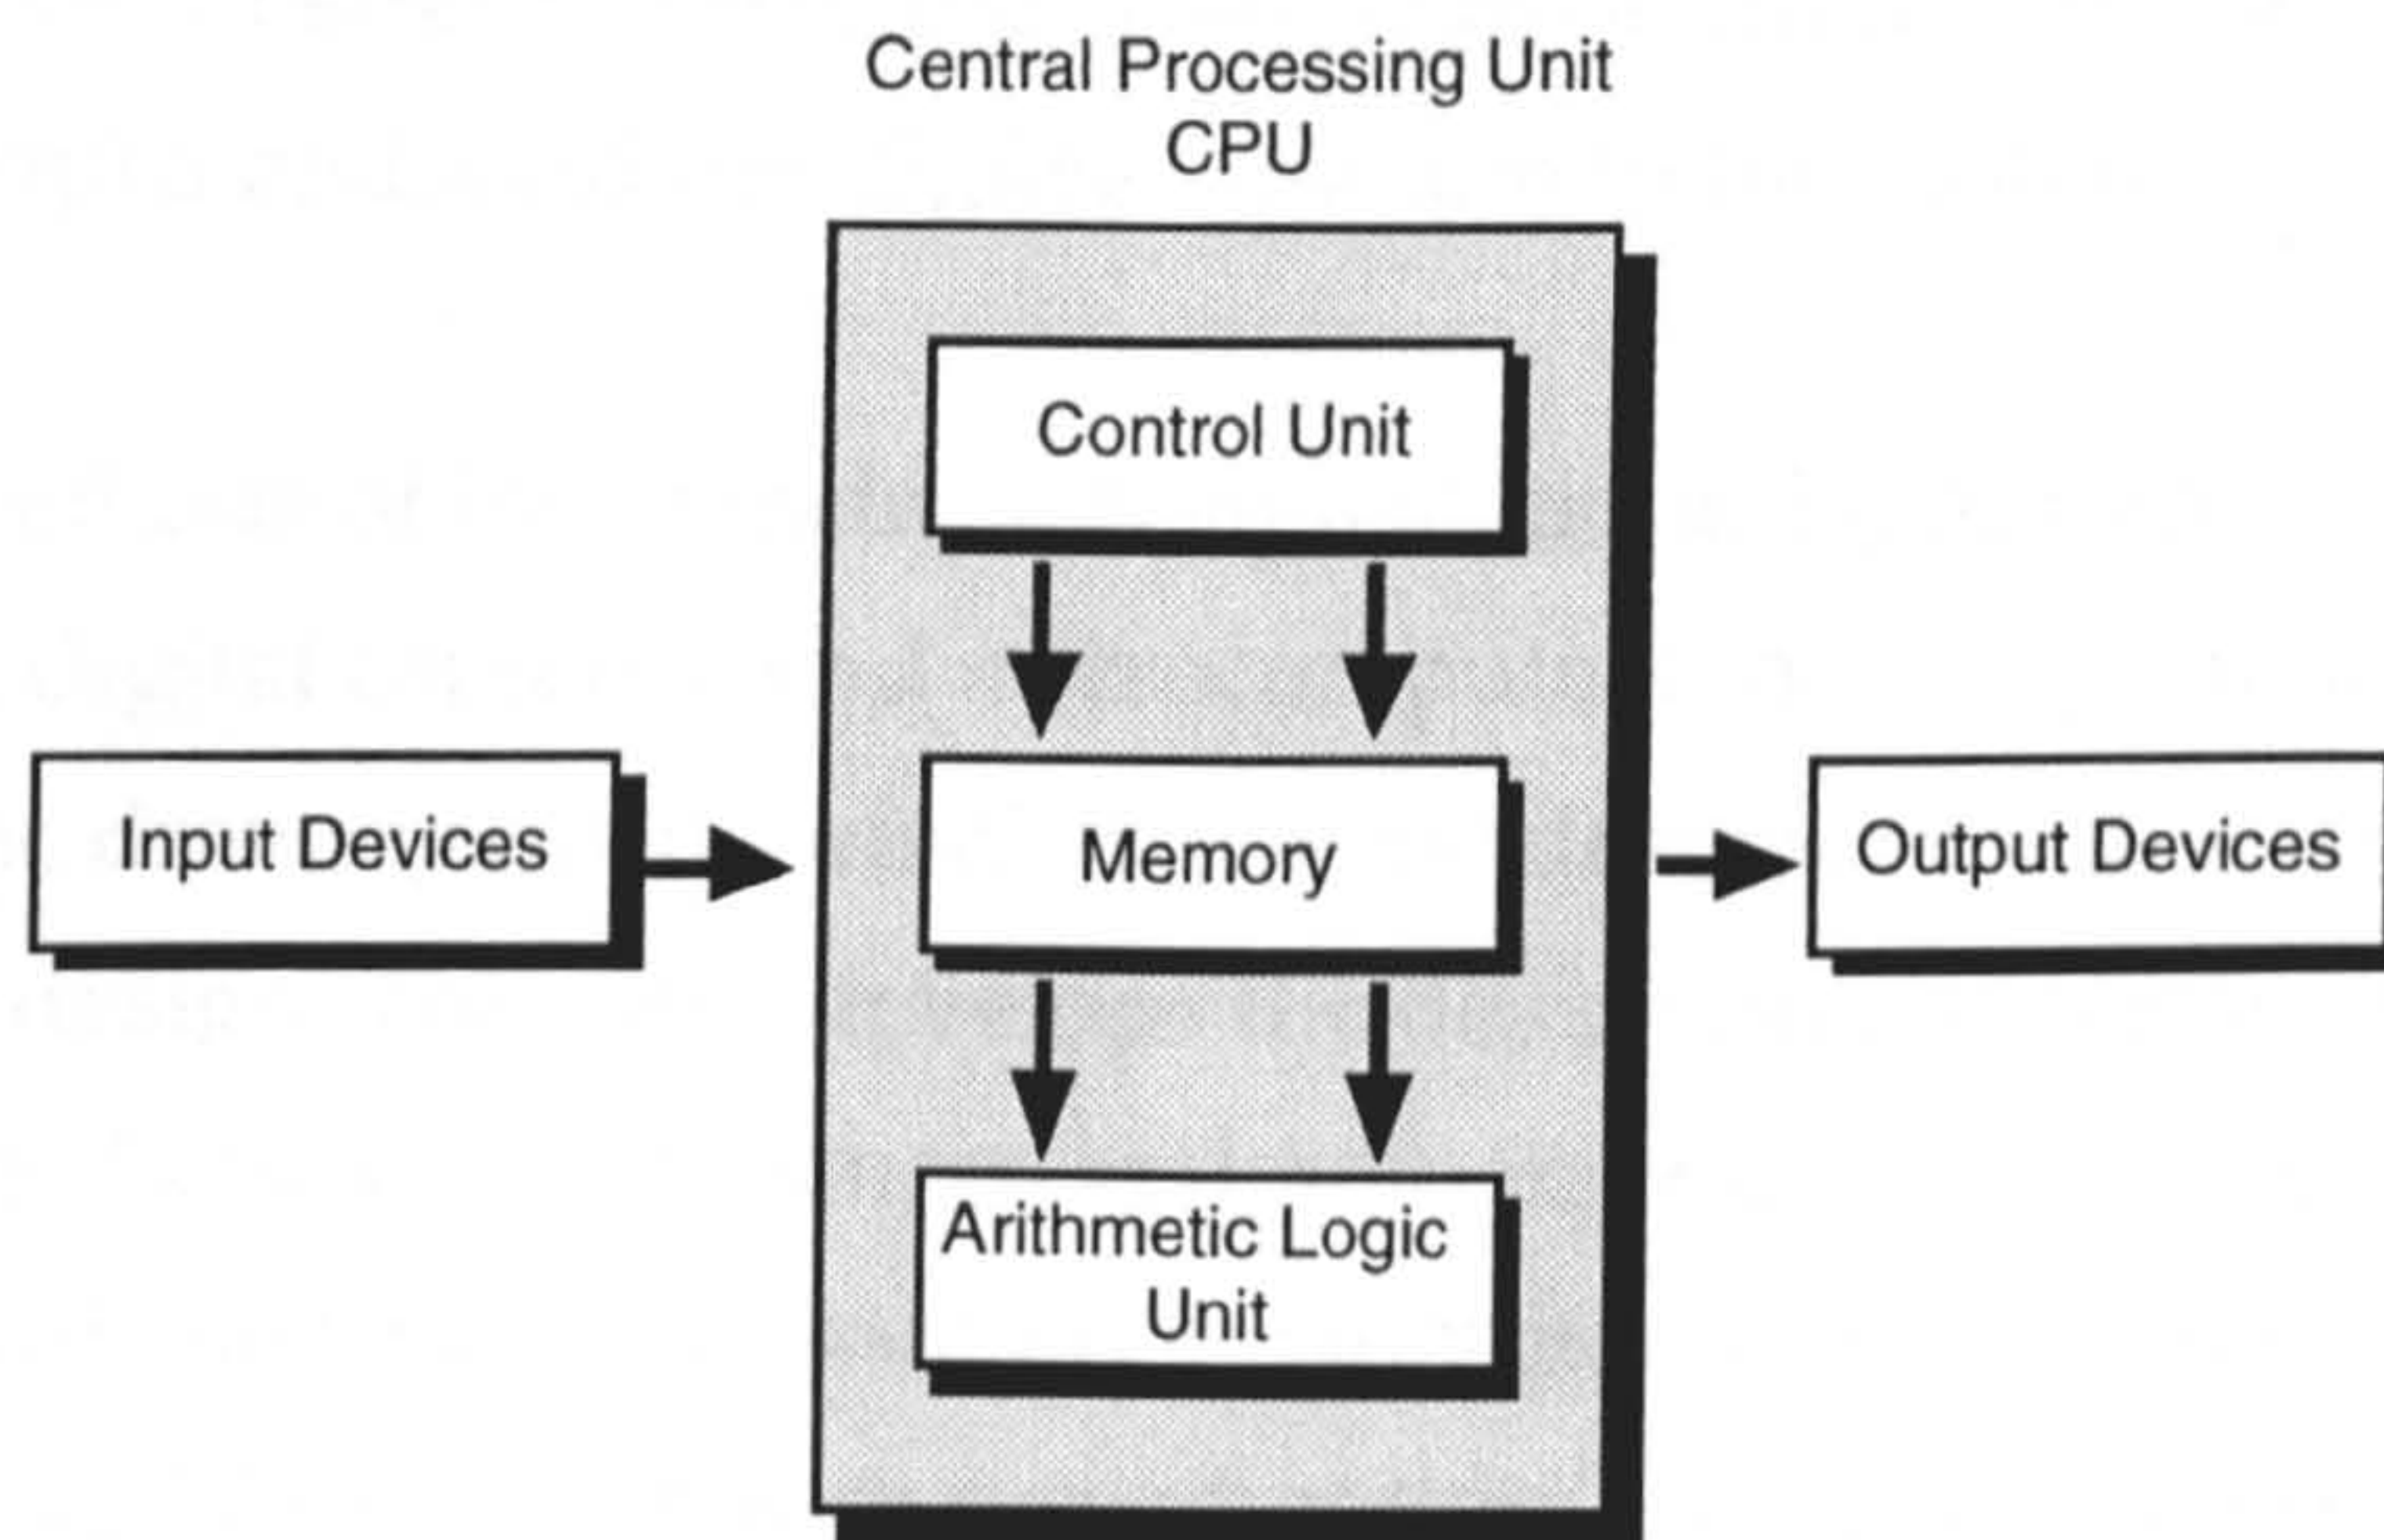 Central Processing Unit
CPU
Control Unit
Input Devices
Memory
Output Devices
Arithmetic Logic
Unit